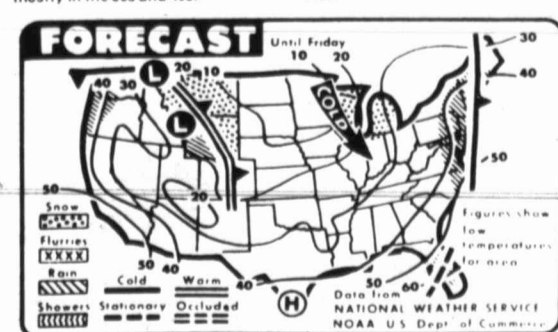 FORECAST
Until Friday
10 20
30
40
50
L
L
20 10
40 30
COLD
20
50
50 40
40
50 60
H
Snow
Flurries
XXXX
Rain
Showers
Cold Warm
Stationary Occluded
Figures show
low
temperatures
for area
Data from
NATIONAL WEATHER SERVICE
NOAA U S Dept of Commerce